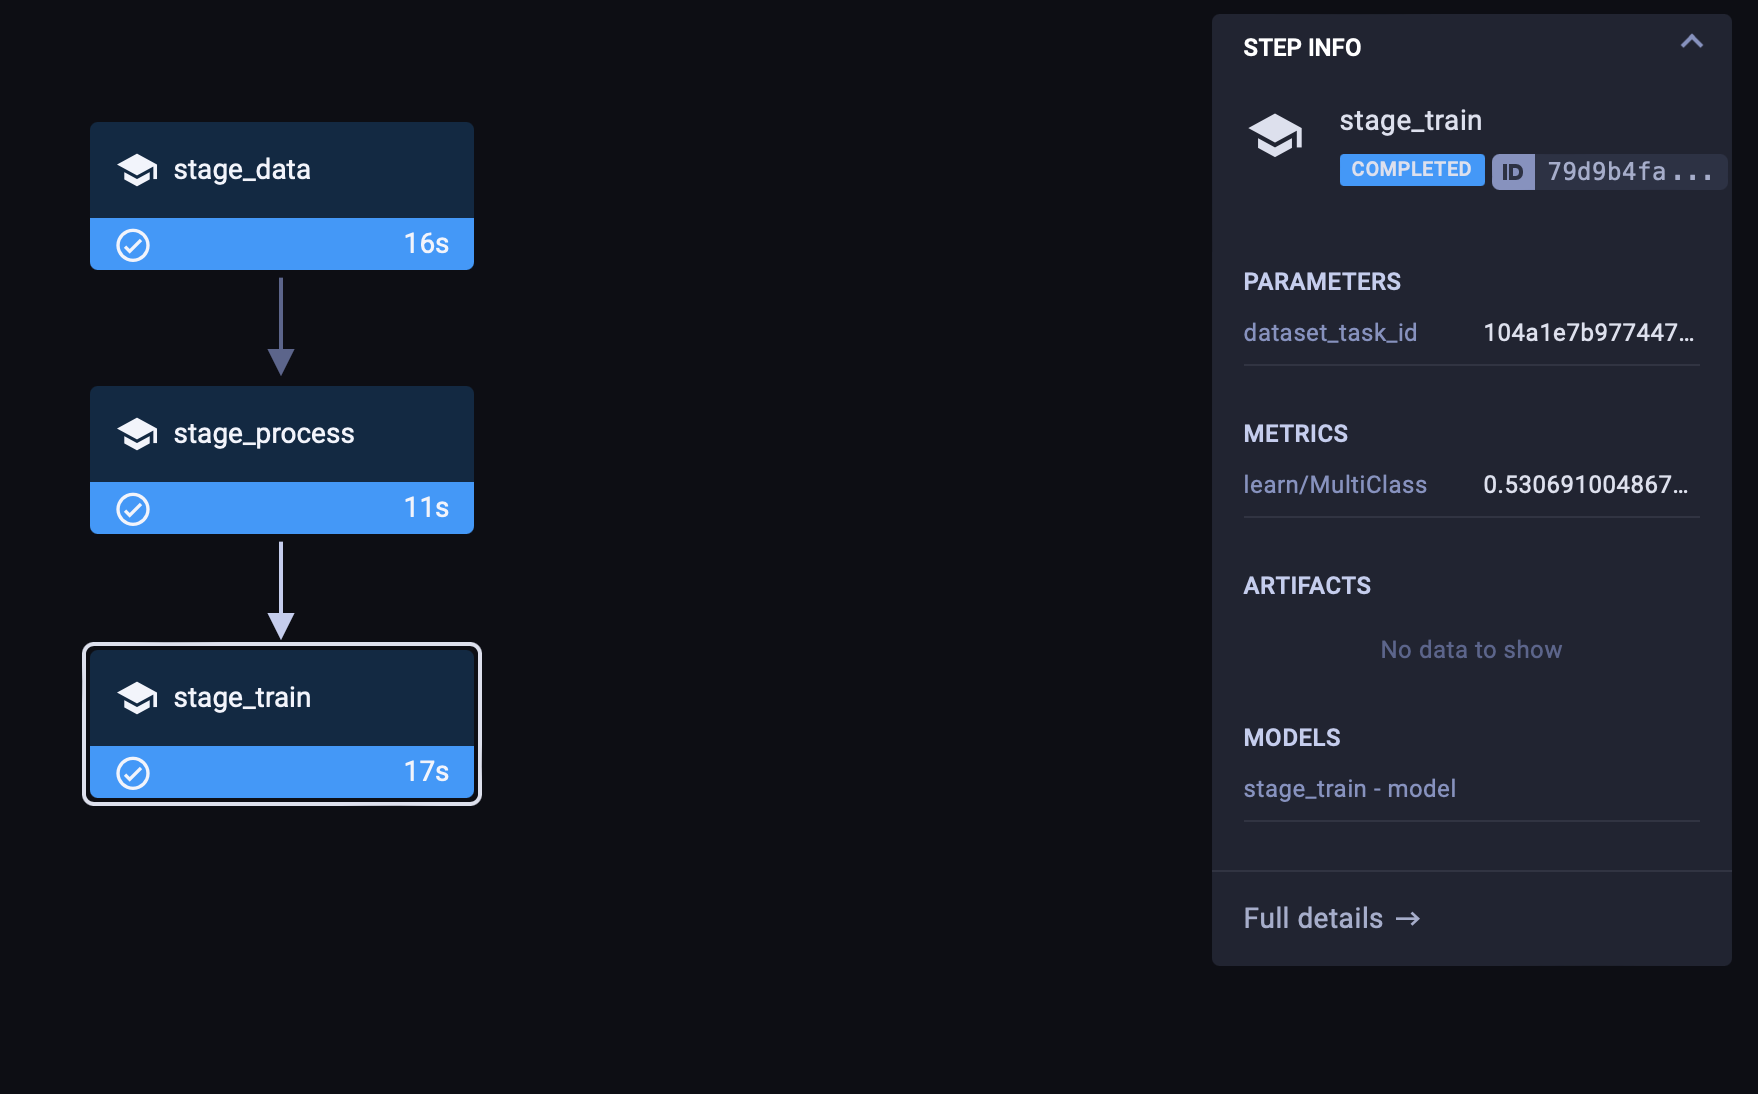 stage_data
16s
stage_process
11s
stage_train
17s
STEP INFO
stage_train
COMPLETED ID 79d9b4fa...
PARAMETERS
dataset_task_id 104a1e7b977447...
METRICS
learn/MultiClass 0.530691004867...
ARTIFACTS
No data to show
MODELS
stage_train - model
Full details →